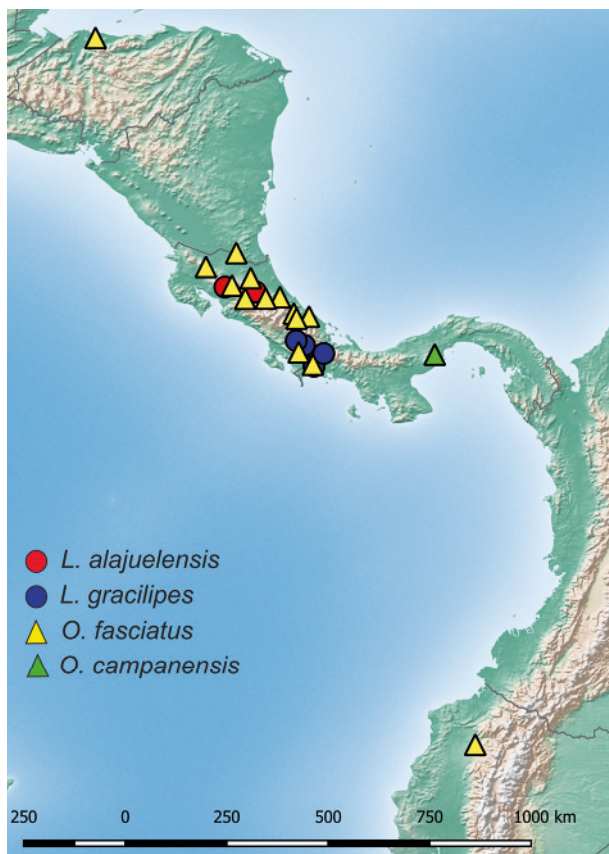 L. alajuelensis
L. gracilipes
O. fasciatus
O. campanensis
250 0 250 500 750 1000 km